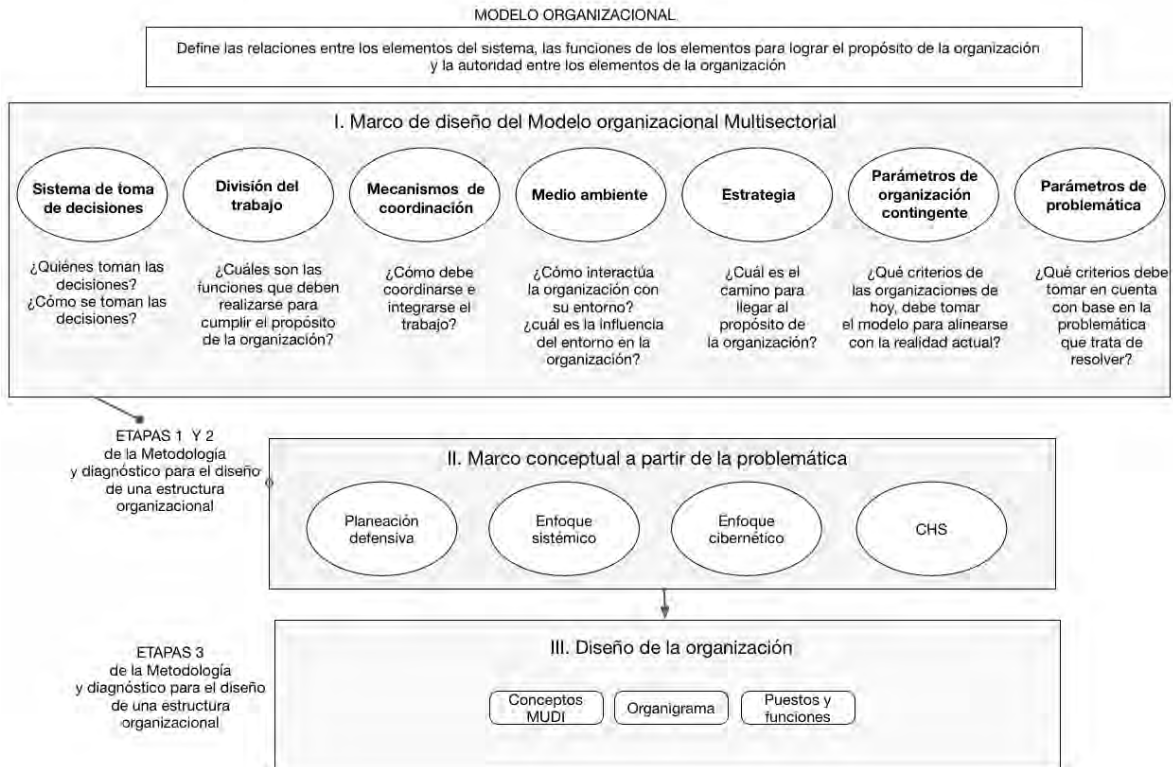 MODELO ORGANIZACIONAL
Define las relaciones entre los elementos del sistema, las funciones de los elementos para lograr el propósito de la organización
y la autoridad entre los elementos de la organización
I. Marco de diseño del Modelo organizacional Multisectorial
Sistema de toma
de decisiones
¿Quiénes toman las
decisiones?
¿Cómo se toman las
decisiones?
División del
trabajo
¿Cuáles son las
funciones que deben
realizarse para
cumplir el propósito
de la organización?
Mecanismos de
coordinación
¿Cómo debe
coordinarse e
integrarse el
trabajo?
Medio ambiente
¿Cómo interactúa
la organización con
su entorno?
¿cuál es la influencia
del entorno en la
organización?
Estrategia
¿Cuál es el
camino para
llegar al
propósito de
la organización?
Parámetros de
organización
contingente
¿Qué criterios de
las organizaciones de
hoy, debe tomar
el modelo para alinearse
con la realidad actual?
Parámetros de
problemática
¿Qué criterios debe
tomar en cuenta
con base en la
problemática
que trata de
resolver?
ETAPAS 1 Y 2
de la Metodología
y diagnóstico para el diseño
de una estructura
organizacional
II. Marco conceptual a partir de la problemática
Planeación
defensiva
Enfoque
sistémico
Enfoque
cibernético
CHS
ETAPAS 3
de la Metodología
y diagnóstico para el diseño
de una estructura
organizacional
III. Diseño de la organización
Conceptos
MUDI
Organigrama
Puestos y
funciones